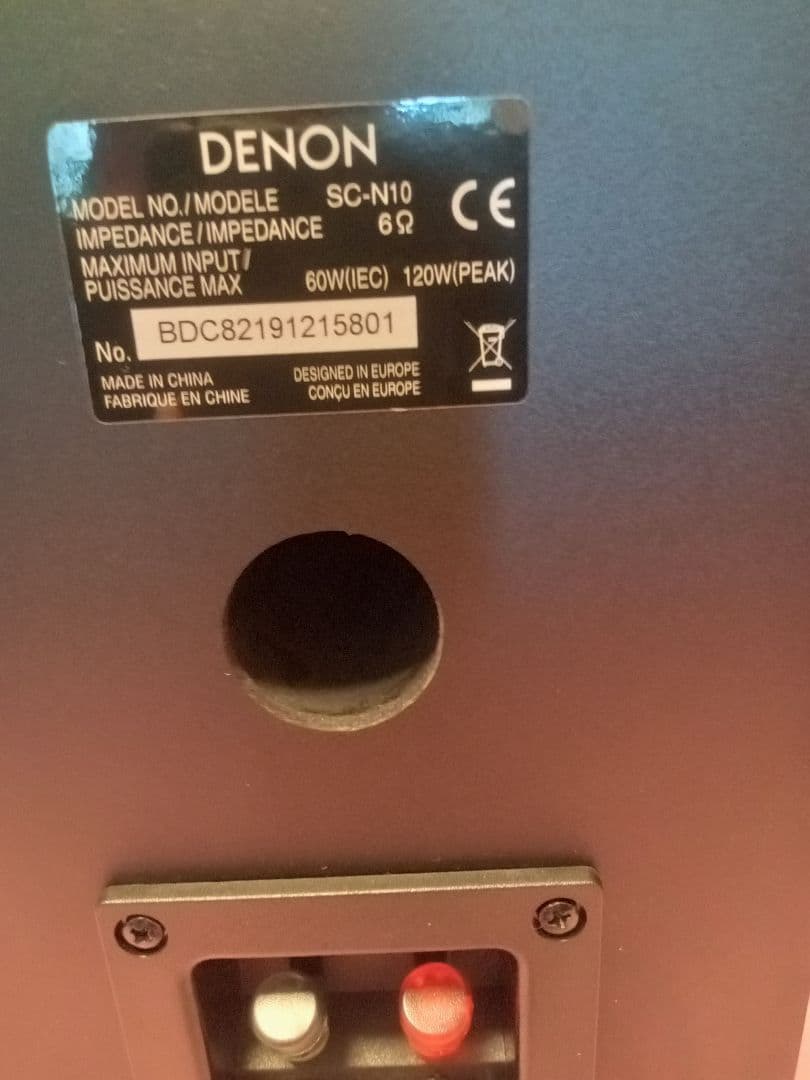 DENON
MODEL NO./MODELE SC-N10
IMPEDANCE/IMPEDANCE 6Ω
MAXIMUM INPUT/
PUISSANCE MAX 60W(IEC) 120W(PEAK)
CE
No. BDC82191215801
MADE IN CHINA
FABRIQUE EN CHINE
DESIGNED IN EUROPE
CONÇU EN EUROPE